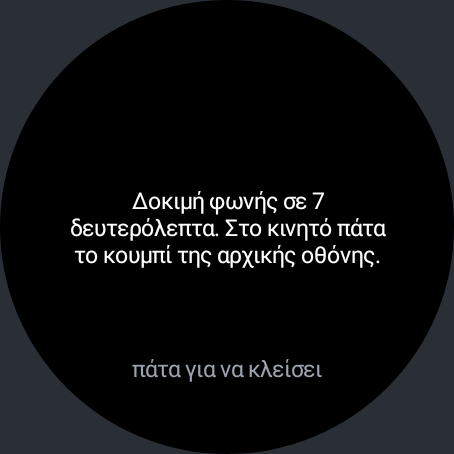 Δοκιμή φωνής σε 7
δευτερόλεπτα. Στο κινητό πάτα
το κουμπί της αρχικής οθόνης.
πάτα για να κλείσει